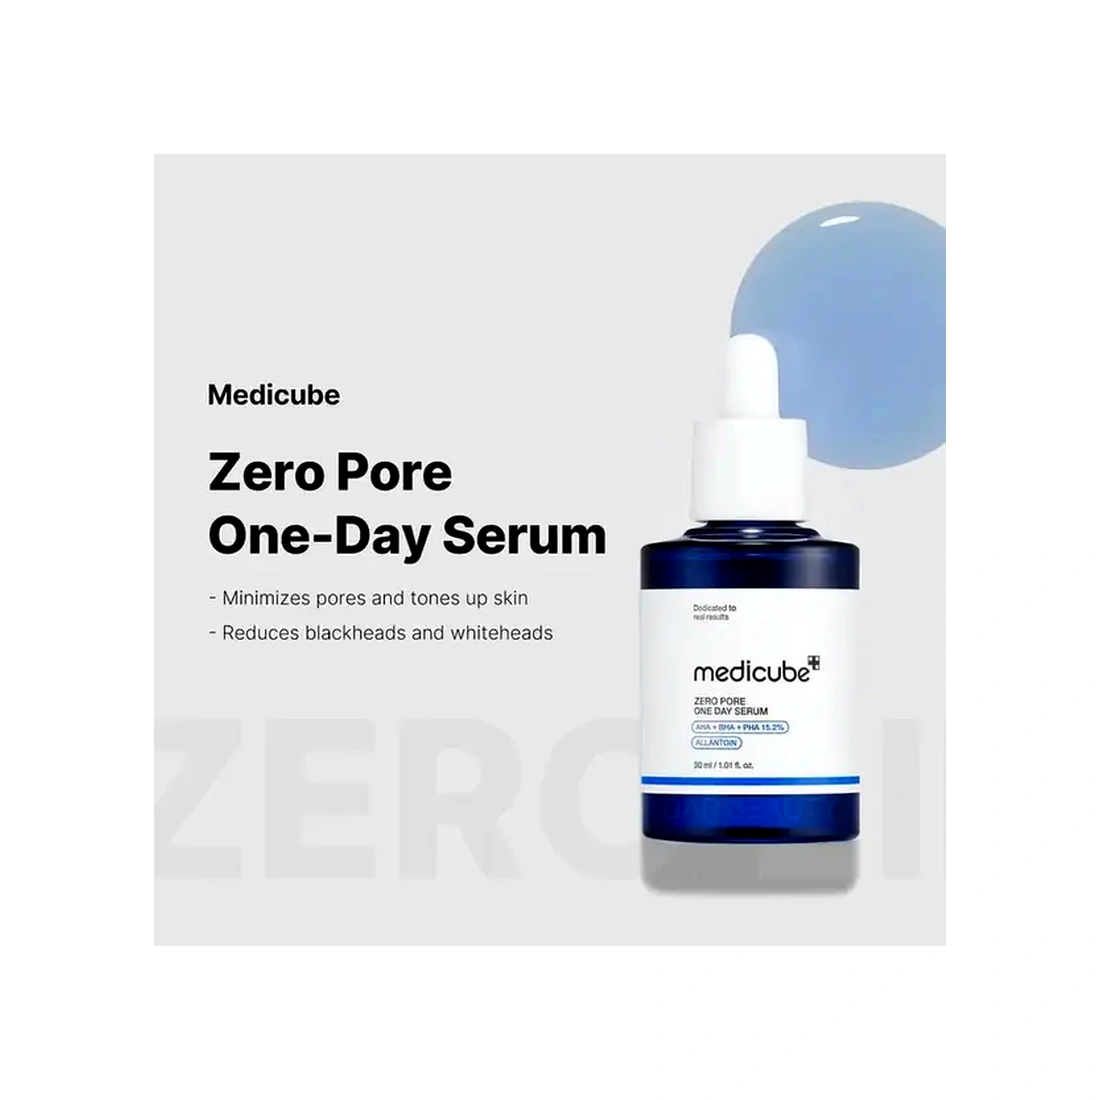 Medicube
Zero Pore
One-Day Serum
- Minimizes pores and tones up skin
- Reduces blackheads and whiteheads
Dedicated to
real results
medicube
ZERO PORE
ONE DAY SERUM
AHA + BHA + PHA 15.2%
ALLANTOIN
30 ml / 1.01 fl. oz.
ZERO